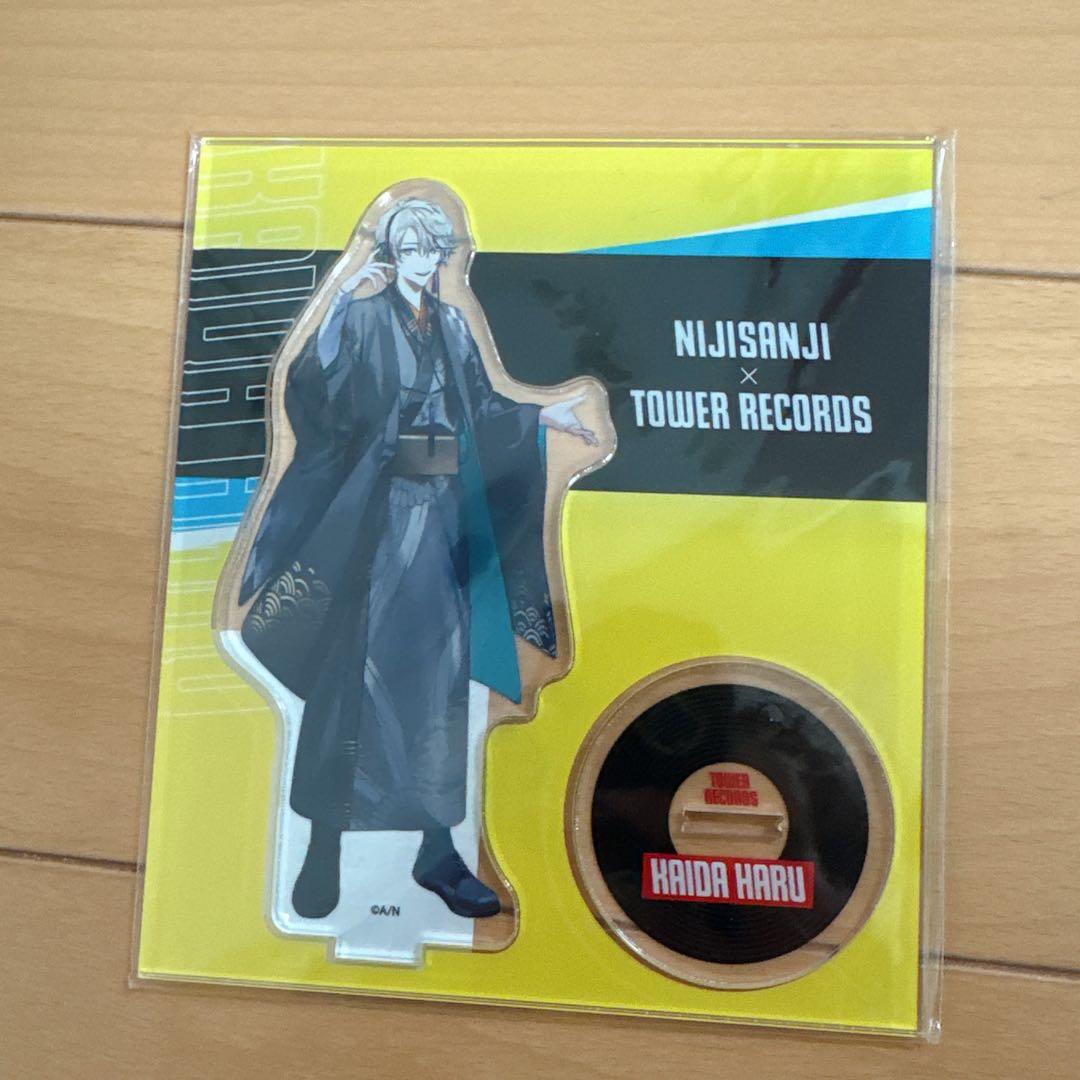 NIJISANJI
×
TOWER RECORDS
TOWER
RECORDS
KAIDA HARU
©A/N